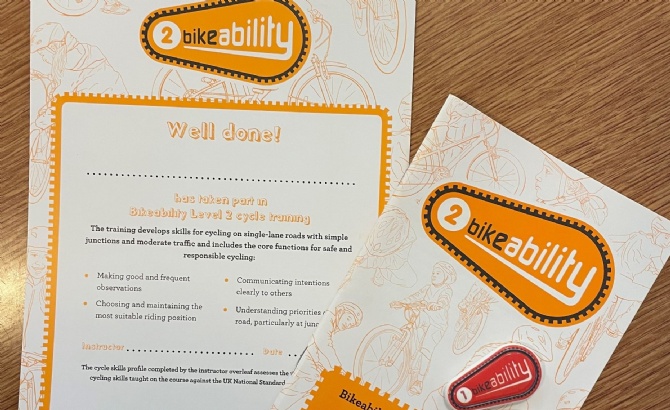 2 bikeability
Well done!
has taken part in
Bikeability Level 2 cycle training
The training develops skills for cycling on single-lane roads with simple
junctions and moderate traffic and includes the core functions for safe and
responsible cycling:
• Making good and frequent
observations
• Choosing and maintaining the
most suitable riding position
• Communicating intentions
clearly to others
• Understanding priorities
road, particularly at
Instructor Date
The cycle skills profile completed by the instructor overleaf assesses the
cycling skills taught on the course against the UK National Standard
2 bikeability
1 bikeability